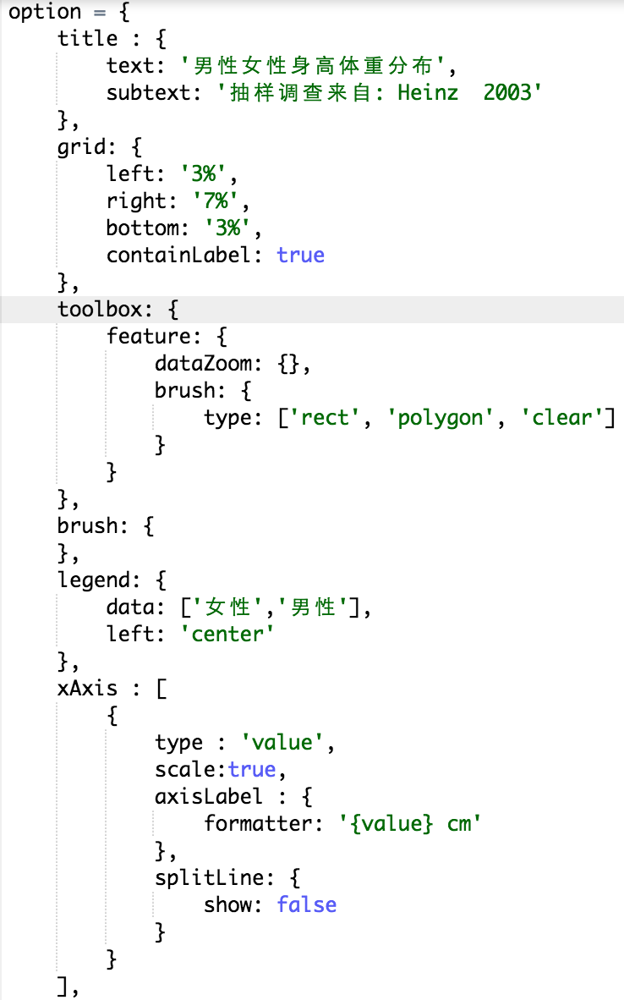 option = {
    title : {
        text: '男性女性身高体重分布',
        subtext: '抽样调查来自: Heinz  2003'
    },
    grid: {
        left: '3%',
        right: '7%',
        bottom: '3%',
        containLabel: true
    },
    toolbox: {
        feature: {
            dataZoom: {},
            brush: {
                type: ['rect', 'polygon', 'clear']
            }
        }
    },
    brush: {
    },
    legend: {
        data: ['女性','男性'],
        left: 'center'
    },
    xAxis : [
        {
            type : 'value',
            scale:true,
            axisLabel : {
                formatter: '{value} cm'
            },
            splitLine: {
                show: false
            }
        }
    ],